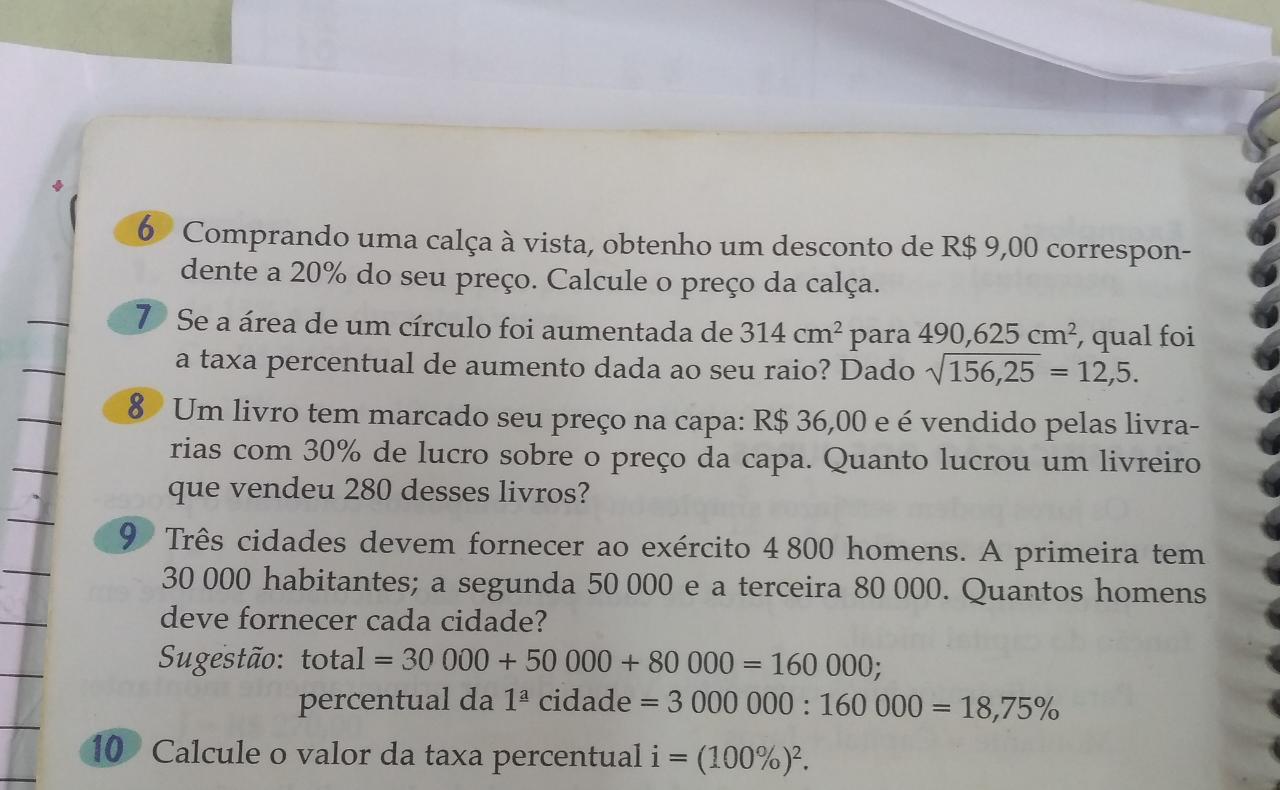 6 Comprando uma calça à vista, obtenho um desconto de R$ 9,00 correspon-
dente a 20% do seu preço. Calcule o preço da calça.
7 Se a área de um círculo foi aumentada de 314 cm² para 490,625 cm², qual foi
a taxa percentual de aumento dada ao seu raio? Dado √156,25 = 12,5.
8 Um livro tem marcado seu preço na capa: R$ 36,00 e é vendido pelas livra-
rias com 30% de lucro sobre o preço da capa. Quanto lucrou um livreiro
que vendeu 280 desses livros?
9 Três cidades devem fornecer ao exército 4 800 homens. A primeira tem
30 000 habitantes; a segunda 50 000 e a terceira 80 000. Quantos homens
deve fornecer cada cidade?
Sugestão: total = 30 000 + 50 000 + 80 000 = 160 000;
percentual da 1ª cidade = 3 000 000 : 160 000 = 18,75%
10 Calcule o valor da taxa percentual i = (100%)².